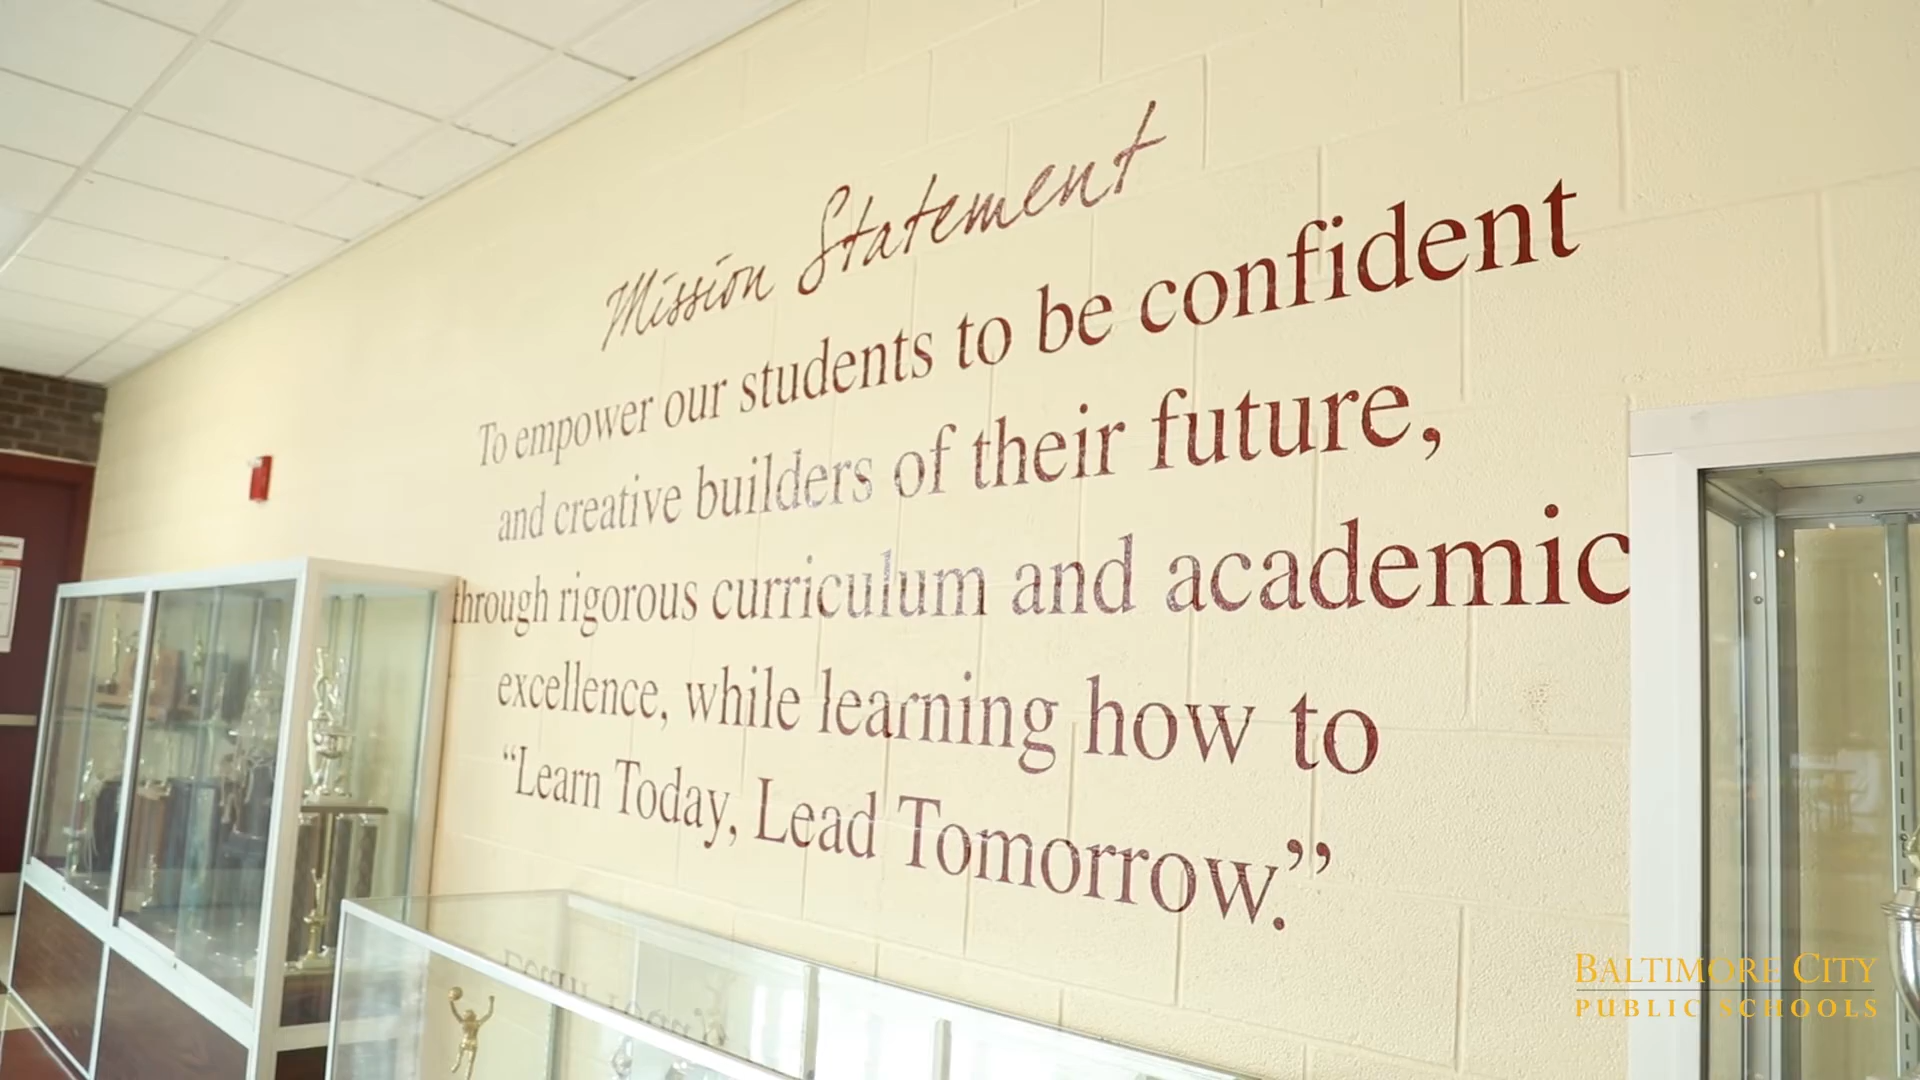 Mission Statement
To empower our students to be confident
and creative builders of their future,
through rigorous curriculum and academic
excellence, while learning how to
“Learn Today, Lead Tomorrow.”
BALTIMORE CITY
PUBLIC SCHOOLS